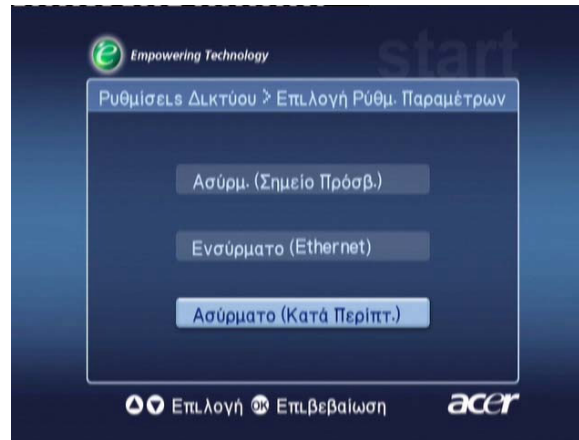 Empowering Technology
start
Ρυθμίσεις Δικτύου > Επιλογή Ρύθμ. Παραμέτρων
Ασύρμ. (Σημείο Πρόσβ.)
Ενσύρματο (Ethernet)
Ασύρματο (Κατά Περίπτ.)
Επιλογή OK Επιβεβαίωση
acer